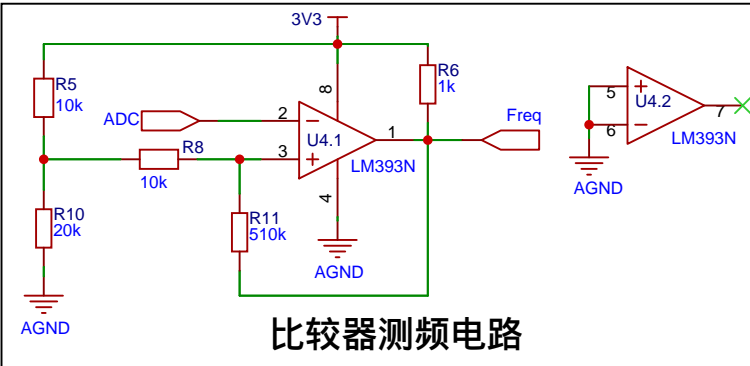 3V3
R5
10k
ADC
2
8
U4.1
1
3
4
LM393N
R6
1k
Freq
5
6
U4.2
7
LM393N
AGND
R8
10k
R10
20k
R11
510k
AGND
AGND
比较器测频电路